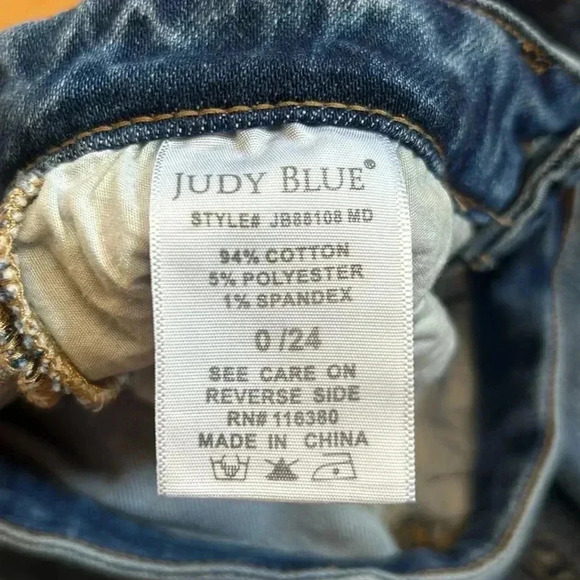 JUDY BLUE®
STYLE# JB88108 MD
94% COTTON
5% POLYESTER
1% SPANDEX
0 /24
SEE CARE ON
REVERSE SIDE
RN# 116380
MADE IN CHINA